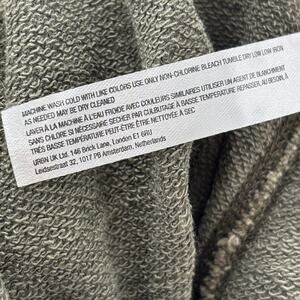 MACHINE WASH COLD WITH LIKE COLORS USE ONLY NON-CHLORINE BLEACH TUMBLE DRY LOW LOW IRON
AS NEEDED MAY BE DRY CLEANED
LAVER À LA MACHINE À L'EAU FROIDE AVEC COULEURS SIMILAIRES UTILISER UN AGENT DE BLANCHIMENT
SANS CHLORE SI NÉCESSAIRE SÉCHER PAR CULBUTAGE À BASSE TEMPÉRATURE REPASSER, AU BESOIN, À
TRÈS BASSE TEMPÉRATURE PEUT-ÊTRE ÊTRE NETTOYÉE À SEC
URBN UK Ltd. 146 Brick Lane, London E1 6RU
Leidsestraat 32, 1017 PB Amsterdam, Netherlands